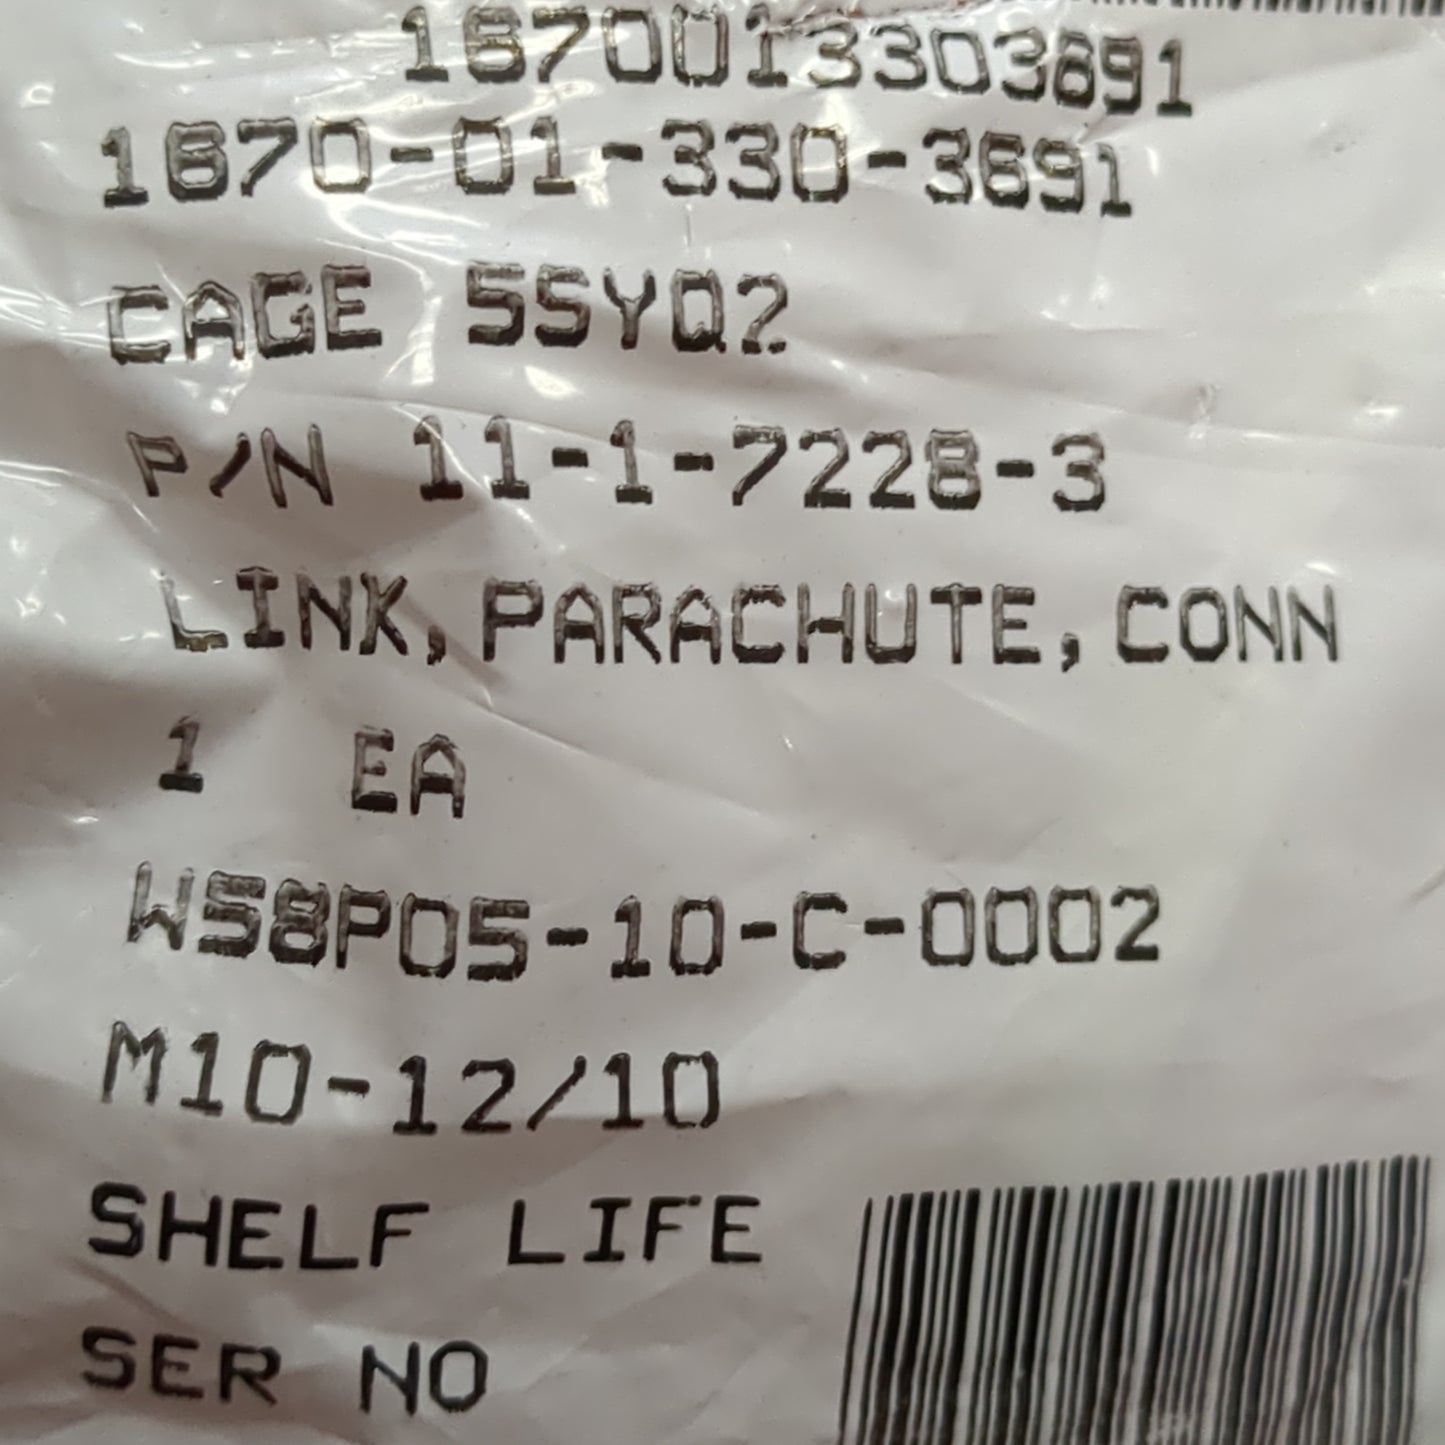 1670013303691
1670-01-330-3691
CAGE 5SYQ2
P/N 11-1-7228-3
LINK, PARACHUTE, CONN
1 EA
W58P05-10-C-0002
M10-12/10
SHELF LIFE
SER NO